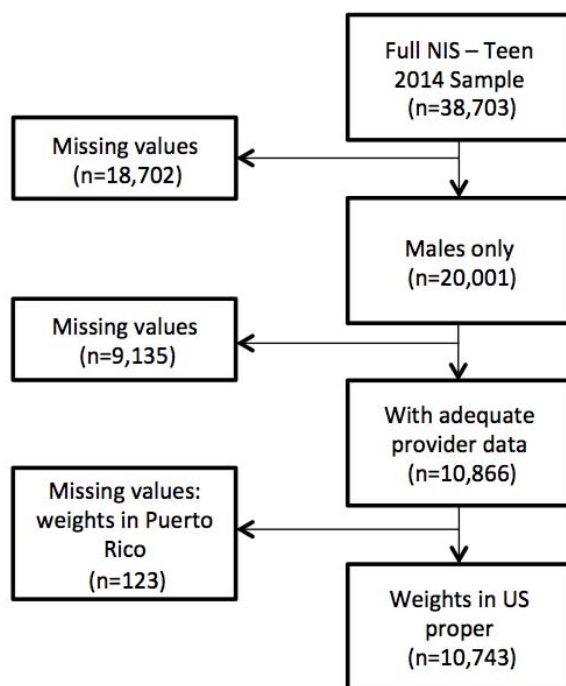 Full NIS – Teen
2014 Sample
(n=38,703)
Missing values
(n=18,702)
Males only
(n=20,001)
Missing values
(n=9,135)
With adequate
provider data
(n=10,866)
Missing values:
weights in Puerto
Rico
(n=123)
Weights in US
proper
(n=10,743)